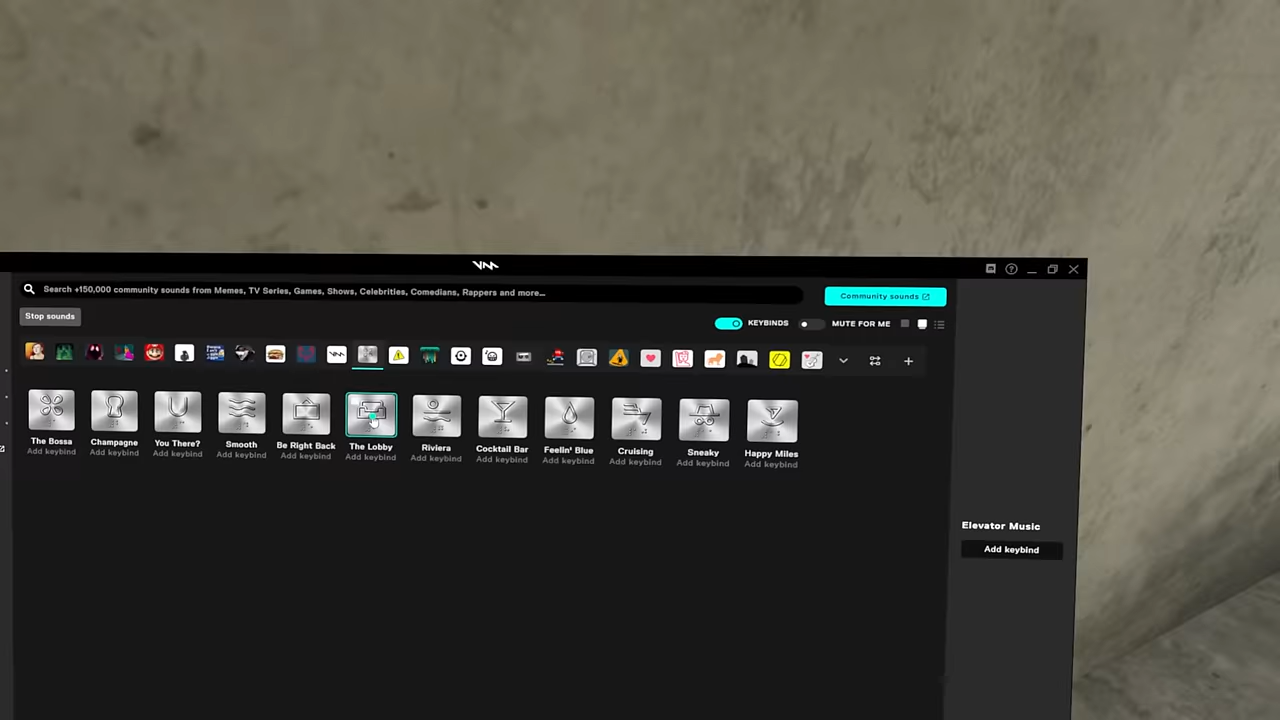 Search +150,000 community sounds from Memes, TV Series, Games, Shows, Celebrities, Comedians, Rappers and more...
Community sounds
Stop sounds
KEYBINDS
MUTE FOR ME
The Bossa
Add keybind
Champagne
Add keybind
You There?
Add keybind
Smooth
Add keybind
Be Right Back
Add keybind
The Lobby
Add keybind
Riviera
Add keybind
Cocktail Bar
Add keybind
Feelin' Blue
Add keybind
Cruising
Add keybind
Sneaky
Add keybind
Happy Miles
Add keybind
Elevator Music
Add keybind